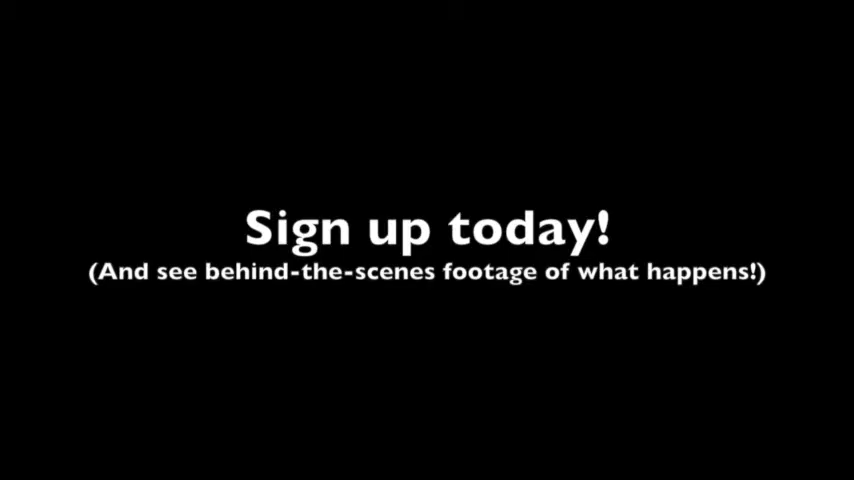 Sign up today!
(And see behind-the-scenes footage of what happens!)